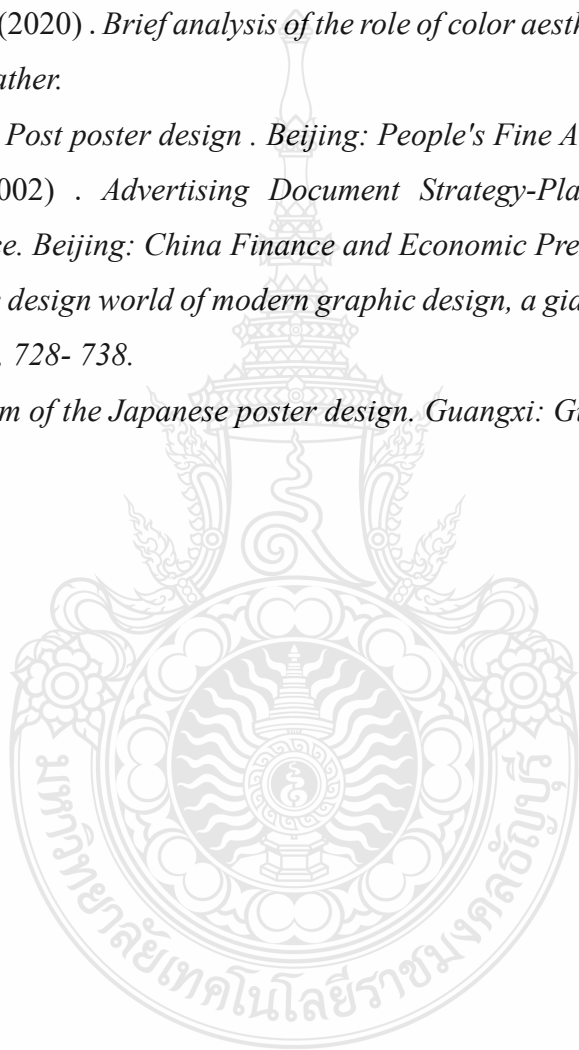 (2020) . Brief analysis of the role of color aesth
ather.
Post poster design . Beijing: People's Fine A
002) . Advertising Document Strategy-Pla
e. Beijing: China Finance and Economic Pre
design world of modern graphic design, a gia
, 728- 738.
m of the Japanese poster design. Guangxi: G
มหาวิทยาลัยเทคโนโลยีราชมงคลธัญบุรี